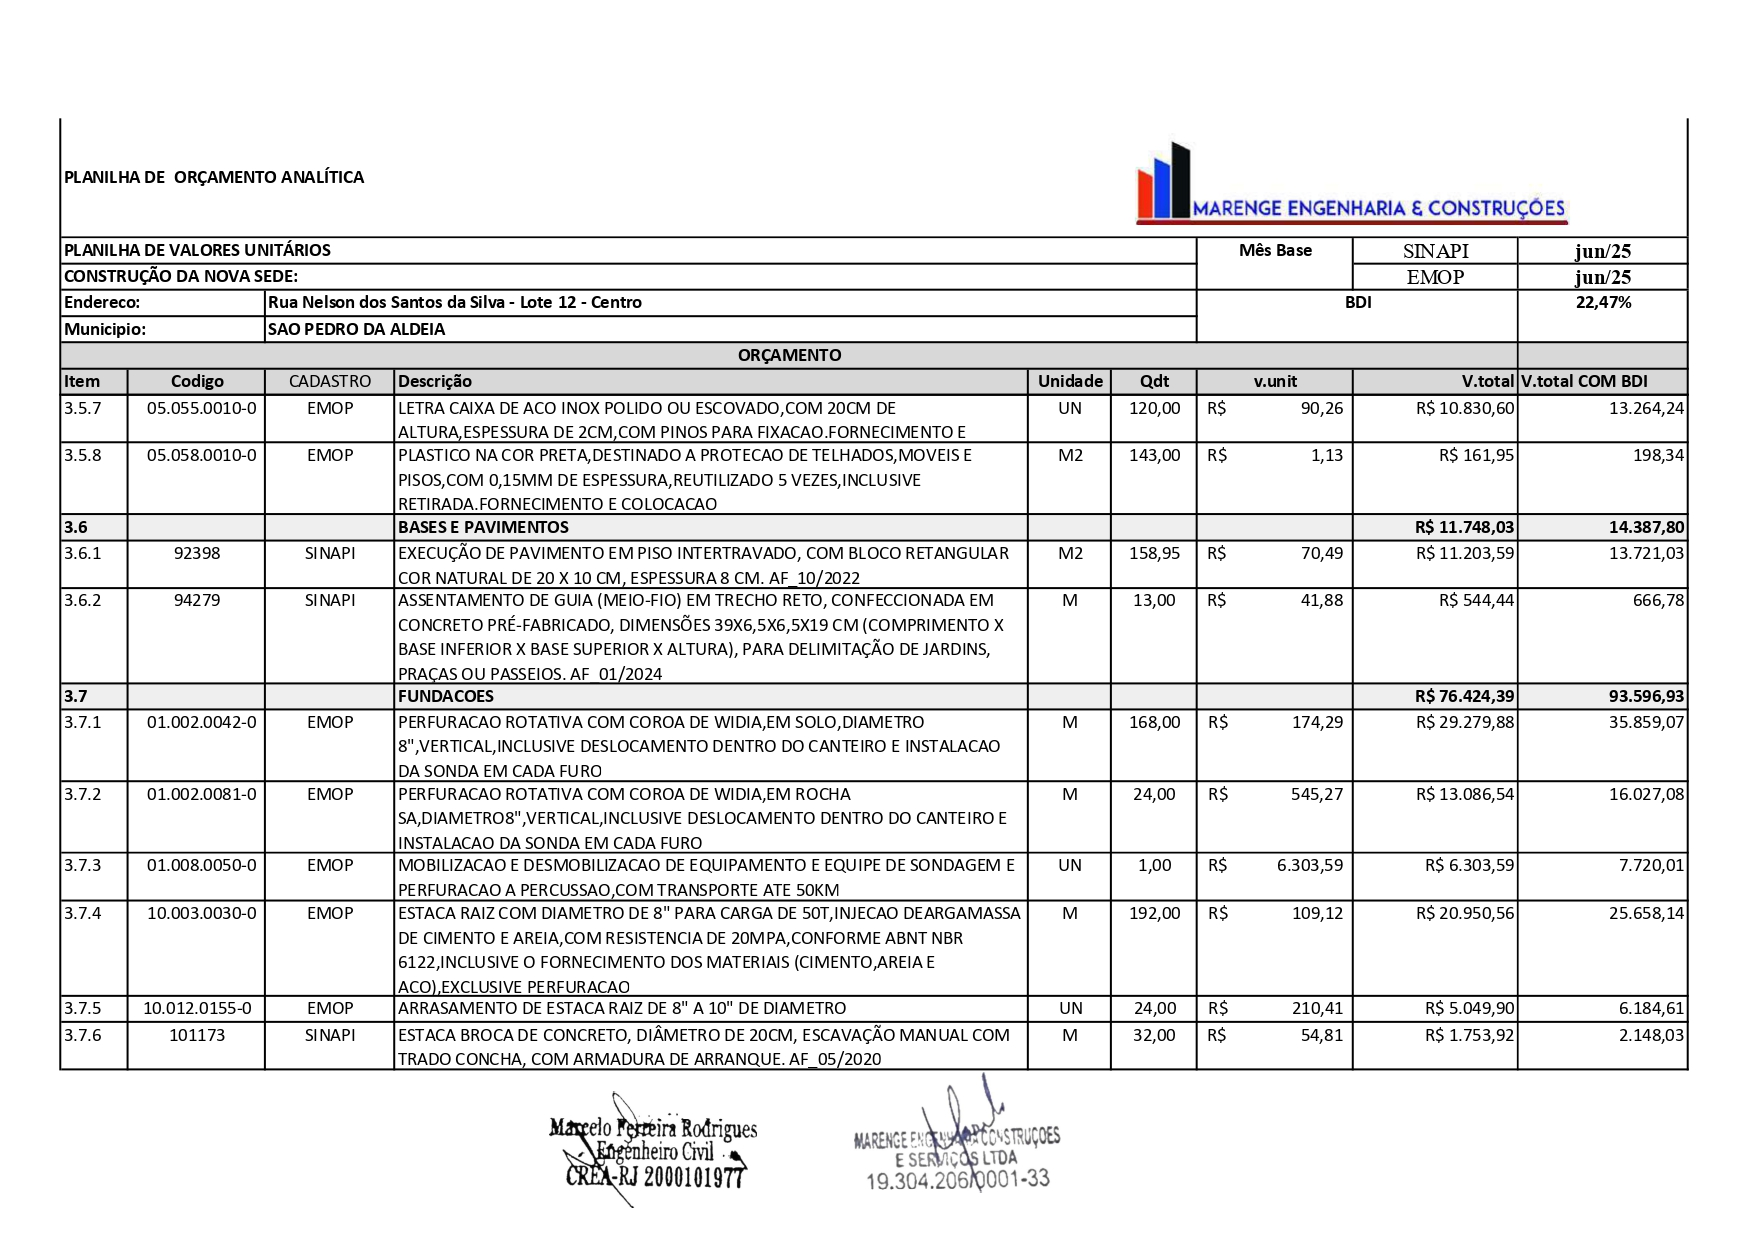 PLANILHA DE ORÇAMENTO ANALÍTICA
MARENGE ENGENHARIA & CONSTRUÇÕES
PLANILHA DE VALORES UNITÁRIOS Mês Base SINAPI jun/25
CONSTRUÇÃO DA NOVA SEDE: EMOP jun/25
Endereco: Rua Nelson dos Santos da Silva - Lote 12 - Centro BDI 22,47%
Municipio: SAO PEDRO DA ALDEIA
ORÇAMENTO
Item Codigo CADASTRO Descrição Unidade Qdt v.unit V.total V.total COM BDI
3.5.7 05.055.0010-0 EMOP LETRA CAIXA DE ACO INOX POLIDO OU ESCOVADO,COM 20CM DE UN 120,00 R$ 90,26 R$ 10.830,60 13.264,24
ALTURA,ESPESSURA DE 2CM,COM PINOS PARA FIXACAO.FORNECIMENTO E
3.5.8 05.058.0010-0 EMOP PLASTICO NA COR PRETA,DESTINADO A PROTECAO DE TELHADOS,MOVEIS E M2 143,00 R$ 1,13 R$ 161,95 198,34
PISOS,COM 0,15MM DE ESPESSURA,REUTILIZADO 5 VEZES,INCLUSIVE
RETIRADA.FORNECIMENTO E COLOCACAO
3.6 BASES E PAVIMENTOS R$ 11.748,03 14.387,80
3.6.1 92398 SINAPI EXECUÇÃO DE PAVIMENTO EM PISO INTERTRAVADO, COM BLOCO RETANGULAR M2 158,95 R$ 70,49 R$ 11.203,59 13.721,03
COR NATURAL DE 20 X 10 CM, ESPESSURA 8 CM. AF_10/2022
3.6.2 94279 SINAPI ASSENTAMENTO DE GUIA (MEIO-FIO) EM TRECHO RETO, CONFECCIONADA EM M 13,00 R$ 41,88 R$ 544,44 666,78
CONCRETO PRÉ-FABRICADO, DIMENSÕES 39X6,5X6,5X19 CM (COMPRIMENTO X
BASE INFERIOR X BASE SUPERIOR X ALTURA), PARA DELIMITAÇÃO DE JARDINS,
PRAÇAS OU PASSEIOS. AF_01/2024
3.7 FUNDACOES R$ 76.424,39 93.596,93
3.7.1 01.002.0042-0 EMOP PERFURACAO ROTATIVA COM COROA DE WIDIA,EM SOLO,DIAMETRO M 168,00 R$ 174,29 R$ 29.279,88 35.859,07
8",VERTICAL,INCLUSIVE DESLOCAMENTO DENTRO DO CANTEIRO E INSTALACAO
DA SONDA EM CADA FURO
3.7.2 01.002.0081-0 EMOP PERFURACAO ROTATIVA COM COROA DE WIDIA,EM ROCHA M 24,00 R$ 545,27 R$ 13.086,54 16.027,08
SA,DIAMETRO8",VERTICAL,INCLUSIVE DESLOCAMENTO DENTRO DO CANTEIRO E
INSTALACAO DA SONDA EM CADA FURO
3.7.3 01.008.0050-0 EMOP MOBILIZACAO E DESMOBILIZACAO DE EQUIPAMENTO E EQUIPE DE SONDAGEM E UN 1,00 R$ 6.303,59 R$ 6.303,59 7.720,01
PERFURACAO A PERCUSSAO,COM TRANSPORTE ATE 50KM
3.7.4 10.003.0030-0 EMOP ESTACA RAIZ COM DIAMETRO DE 8" PARA CARGA DE 50T,INJECAO DEARGAMASSA M 192,00 R$ 109,12 R$ 20.950,56 25.658,14
DE CIMENTO E AREIA,COM RESISTENCIA DE 20MPA,CONFORME ABNT NBR
6122,INCLUSIVE O FORNECIMENTO DOS MATERIAIS (CIMENTO,AREIA E
ACO),EXCLUSIVE PERFURACAO
3.7.5 10.012.0155-0 EMOP ARRASAMENTO DE ESTACA RAIZ DE 8" A 10" DE DIAMETRO UN 24,00 R$ 210,41 R$ 5.049,90 6.184,61
3.7.6 101173 SINAPI ESTACA BROCA DE CONCRETO, DIÂMETRO DE 20CM, ESCAVAÇÃO MANUAL COM M 32,00 R$ 54,81 R$ 1.753,92 2.148,03
TRADO CONCHA, COM ARMADURA DE ARRANQUE. AF_05/2020
Marcelo Ferreira Rodrigues
Engenheiro Civil
CREA-RJ 2000101977
MARENGE ENGENHARIA CONSTRUÇOES
E SERVIÇOS LTDA
19.304.206/0001-33